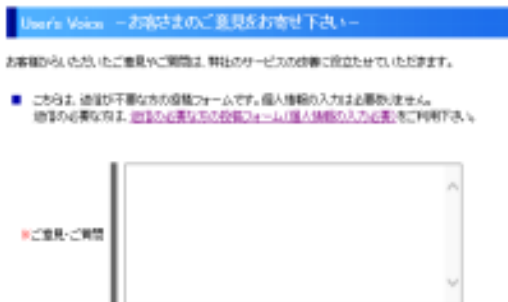 User's Voice －お客さまのご意見をお寄せ下さい－
お客様からいただいたご意見やご質問は、弊社のサービスの改善に役立たせていただきます。
■ こちらは、返信が不要な方の投稿フォームです。個人情報の入力は必要ありません。
返信の必要な方は、返信の必要な方の投稿フォーム(個人情報の入力必要)をご利用下さい。
※ご意見・ご質問